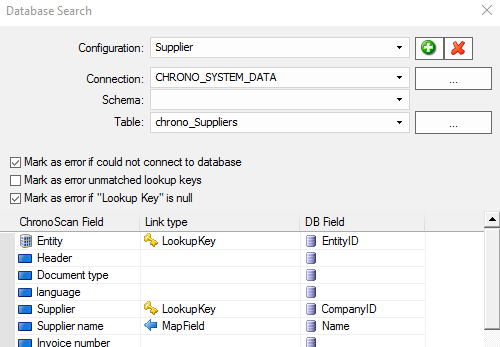 Database Search
Configuration: Supplier
Connection: CHRONO_SYSTEM_DATA ...
Schema:
Table: chrono_Suppliers ...
Mark as error if could not connect to database
Mark as error unmatched lookup keys
Mark as error if "Lookup Key" is null
ChronoScan Field Link type DB Field
Entity LookupKey EntityID
Header
Document type
language
Supplier LookupKey CompanyID
Supplier name MapField Name
Invoice number